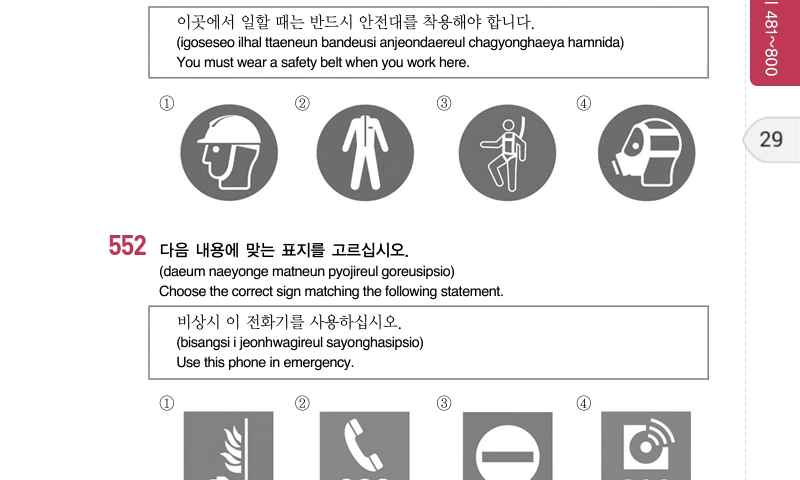 이곳에서 일할 때는 반드시 안전대를 착용해야 합니다.
(igoseseo ilhal ttaeneun bandeusi anjeondaereul chagyonghaeya hamnida)
You must wear a safety belt when you work here.
① ② ③ ④
481~800
29
552 다음 내용에 맞는 표지를 고르십시오.
(daeum naeyonge matneun pyojireul goreusipsio)
Choose the correct sign matching the following statement.
비상시 이 전화기를 사용하십시오.
(bisangsi i jeonhwagireul sayonghasipsio)
Use this phone in emergency.
① ② ③ ④